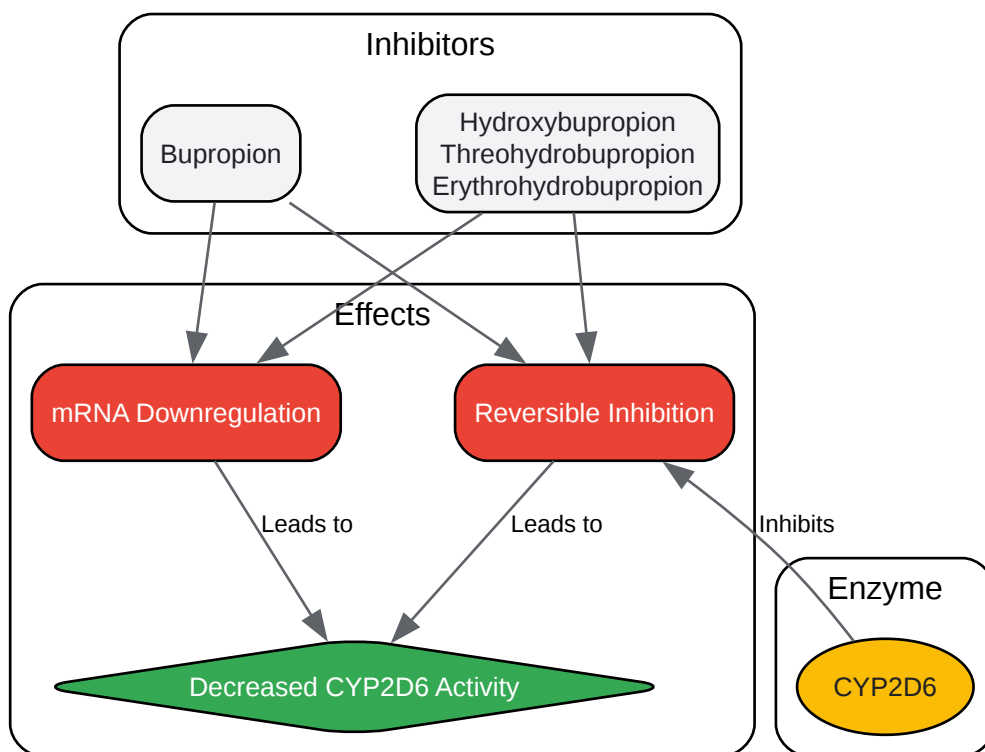 Inhibitors
Bupropion
Hydroxybupropion
Threohydrobupropion
Erythrohydrobupropion
Effects
mRNA Downregulation
Reversible Inhibition
Leads to
Leads to
Inhibits
Enzyme
Decreased CYP2D6 Activity
CYP2D6